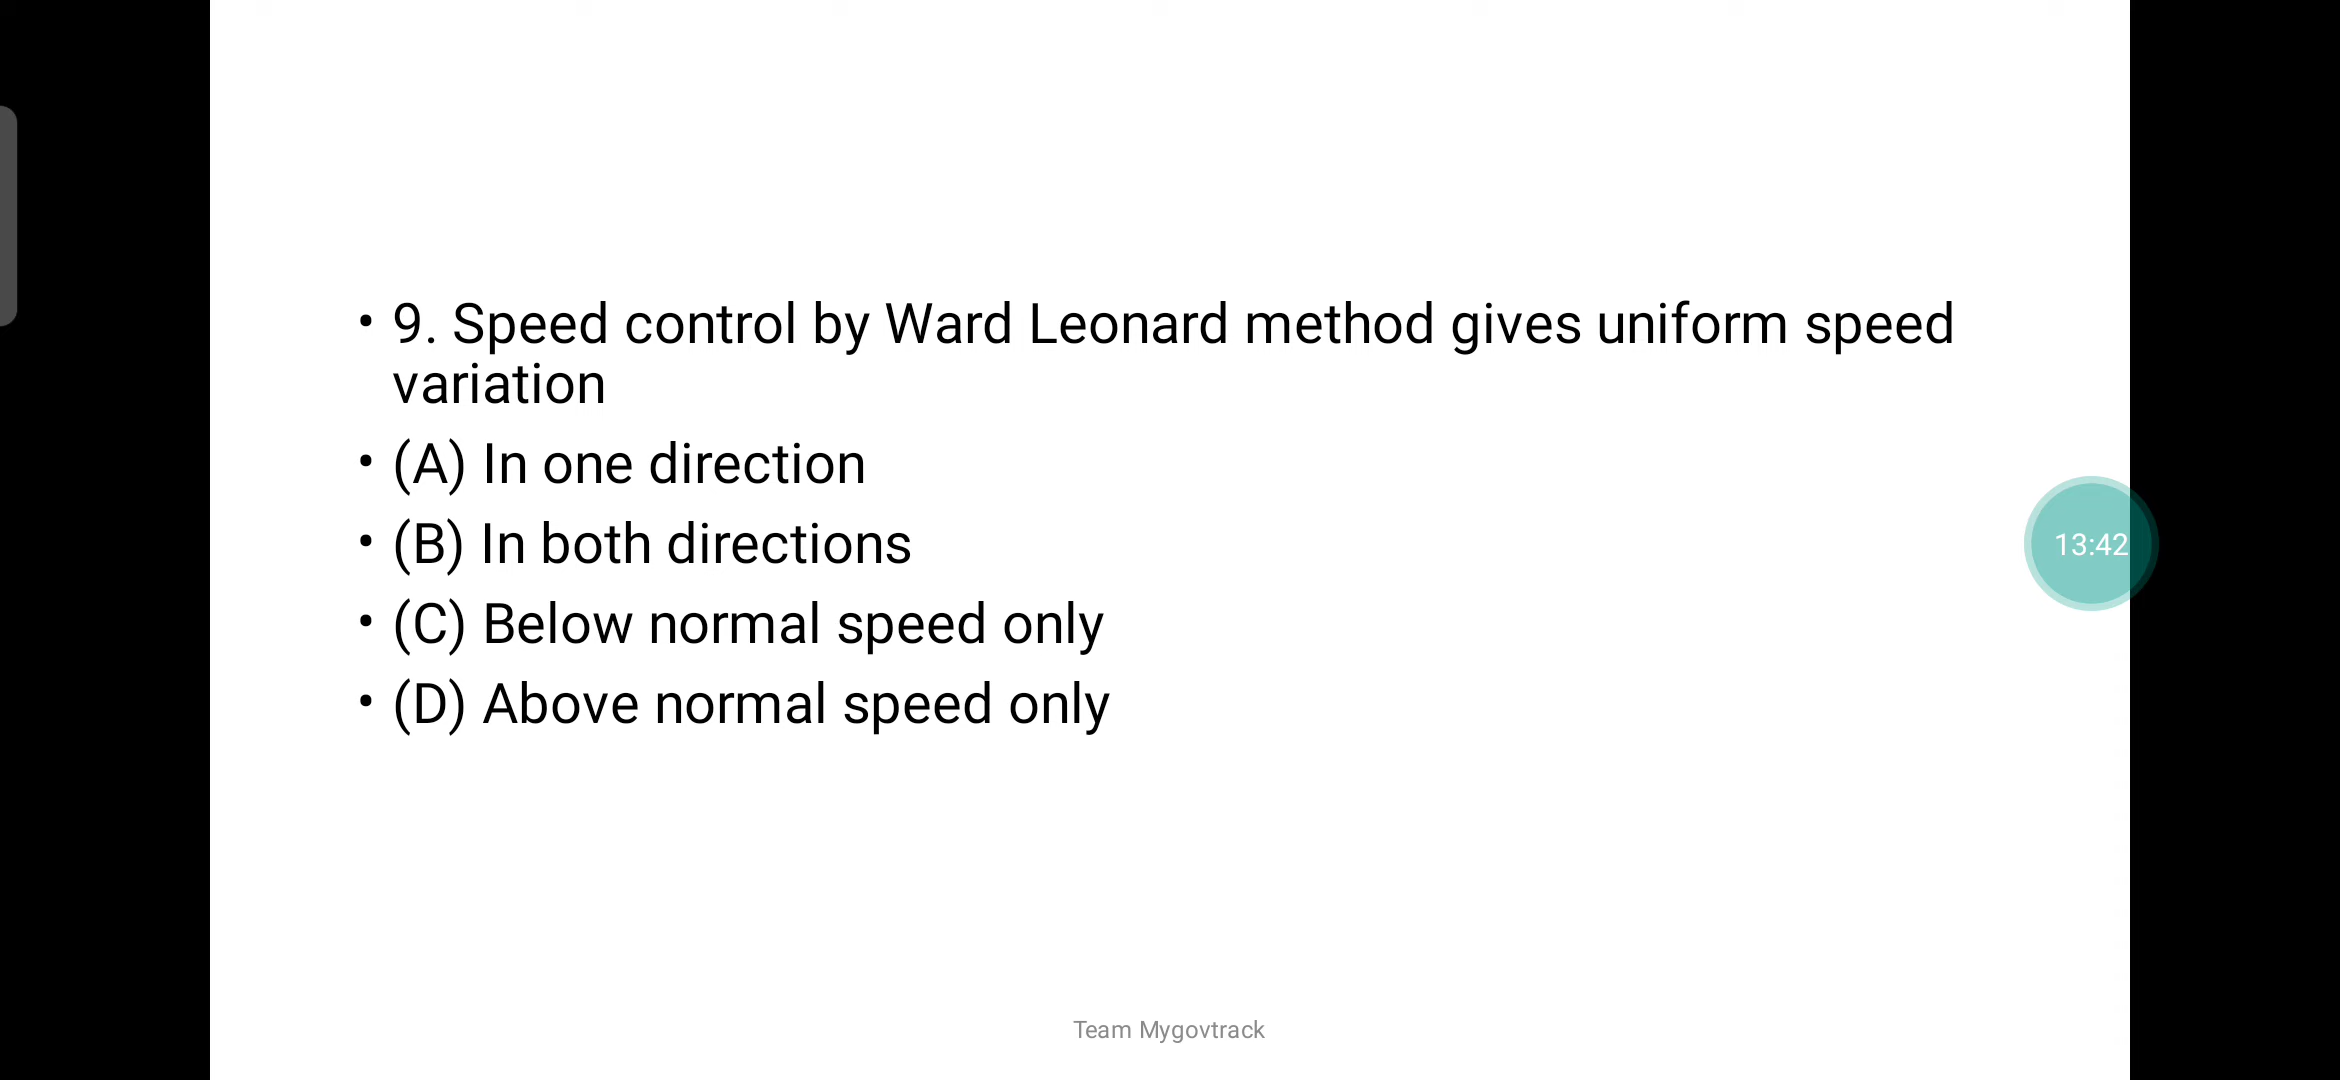 • 9. Speed control by Ward Leonard method gives uniform speed
variation
• (A) In one direction
• (B) In both directions
• (C) Below normal speed only
• (D) Above normal speed only
13:42
Team Mygovtrack